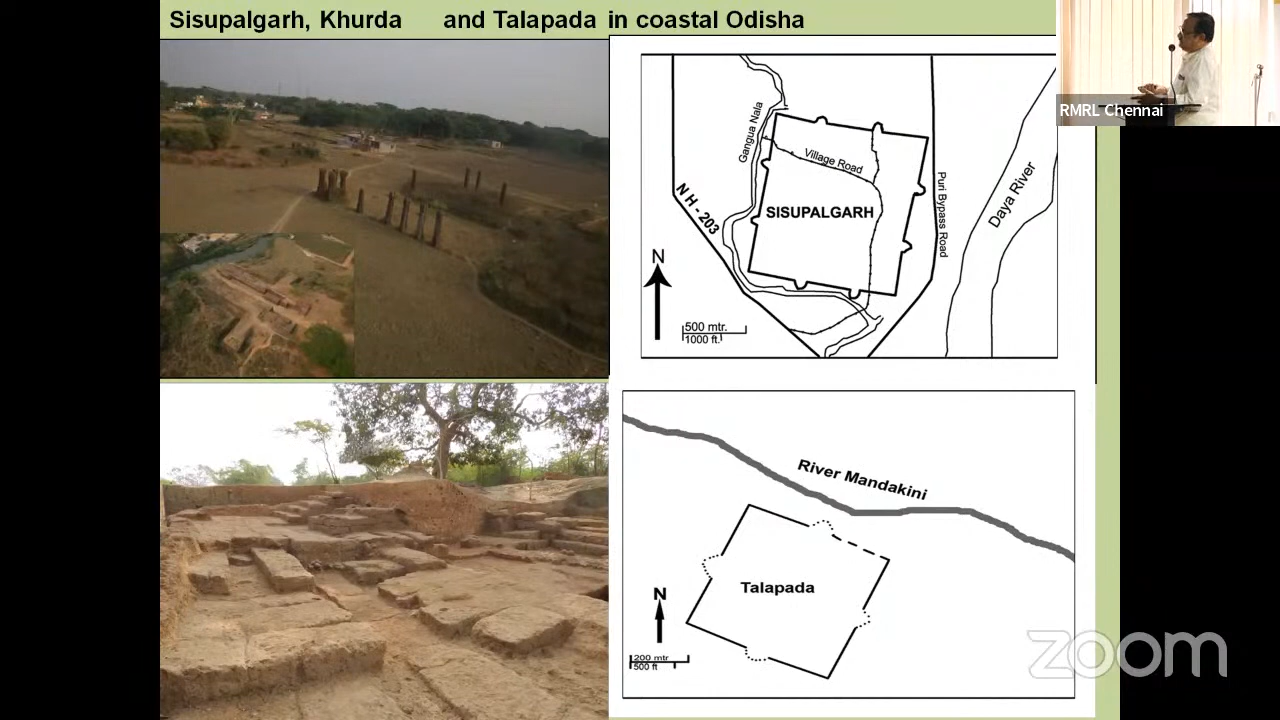 Sisupalgarh, Khurda and Talapada in coastal Odisha
RMRL Chennai
Gangua Nala
Village Road
SISUPALGARH
NH - 203
Puri Bypass Road
Daya River
N
500 mtr.
1000 ft.
River Mandakini
Talapada
N
200 mtr
500 ft
zoom